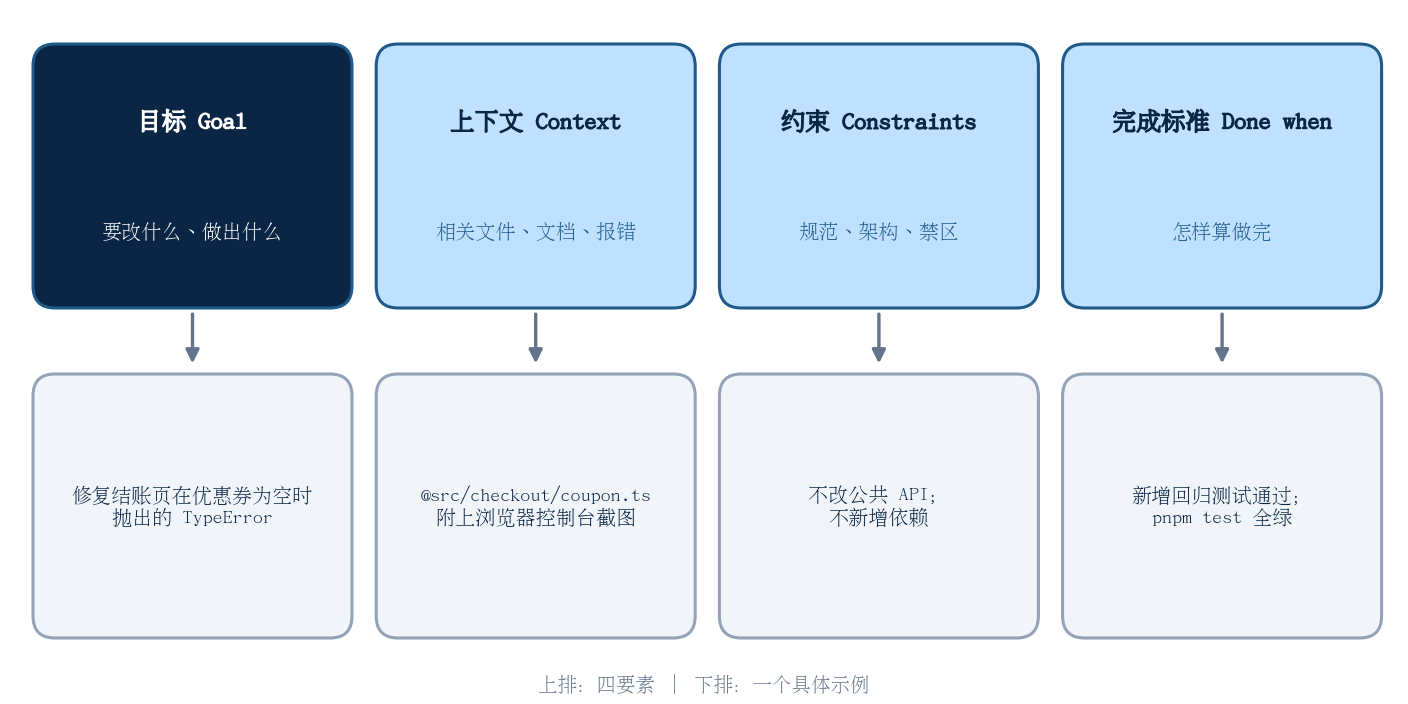 目标 Goal
要改什么、做出什么
上下文 Context
相关文件、文档、报错
约束 Constraints
规范、架构、禁区
完成标准 Done when
怎样算做完
修复结账页在优惠券为空时
抛出的 TypeError
@src/checkout/coupon.ts
附上浏览器控制台截图
不改公共 API;
不新增依赖
新增回归测试通过;
pnpm test 全绿
上排: 四要素 | 下排: 一个具体示例